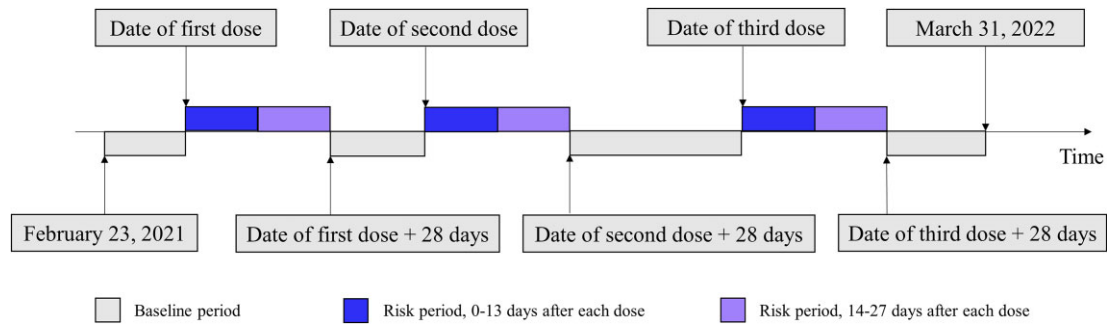 Date of first dose
Date of second dose
Date of third dose
March 31, 2022
Time
February 23, 2021
Date of first dose + 28 days
Date of second dose + 28 days
Date of third dose + 28 days
Baseline period
Risk period, 0-13 days after each dose
Risk period, 14-27 days after each dose